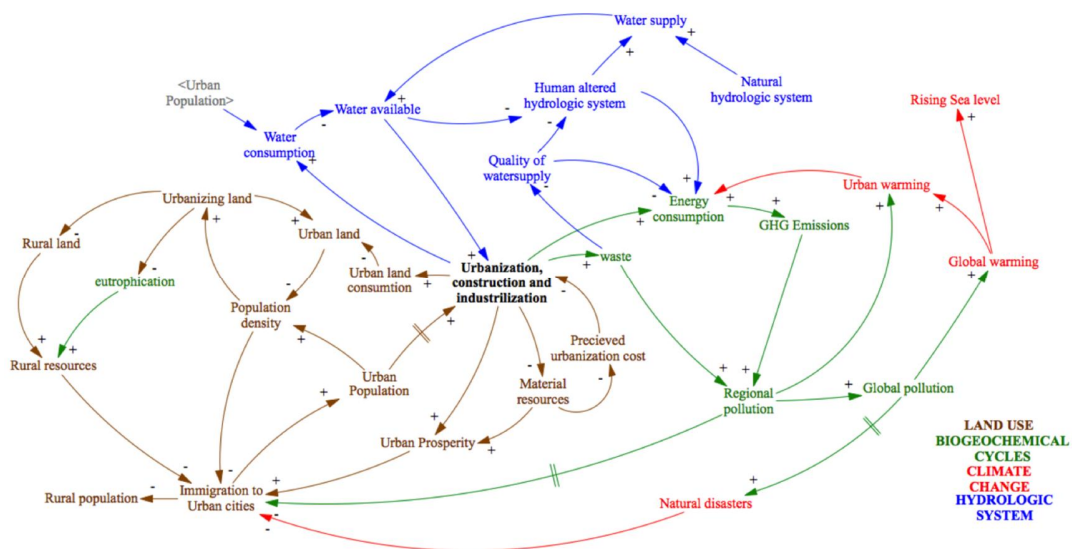 Water supply
+
+
<Urban
Population>
Water available
+
-
Human altered
hydrologic system
-
Natural
hydrologic system
Rising Sea level
+
Water
consumption
+
-
Quality of
watersupply
-
Urbanizing land
+
+
-
Rural land
Urban land
-
Energy
consumption
+
+
-
+
+
GHG Emissions
Urban warming
+
+
Global warming
+
eutrophication
-
Urban land
consumtion
+
+
Urbanization,
construction and
industrilization
+
-
waste
+
Population
density
-
+
Precieved
urbanization cost
-
Rural resources
+
+
Urban
Population
+
Material
resources
-
Regional
pollution
+
+
+
Global pollution
Urban Prosperity
+
+
LAND USE
BIOGEOCHEMICAL
CYCLES
CLIMATE
CHANGE
HYDROLOGIC
SYSTEM
Rural population
-
Immigration to
Urban cities
-
-
+
-
-
Natural disasters
+